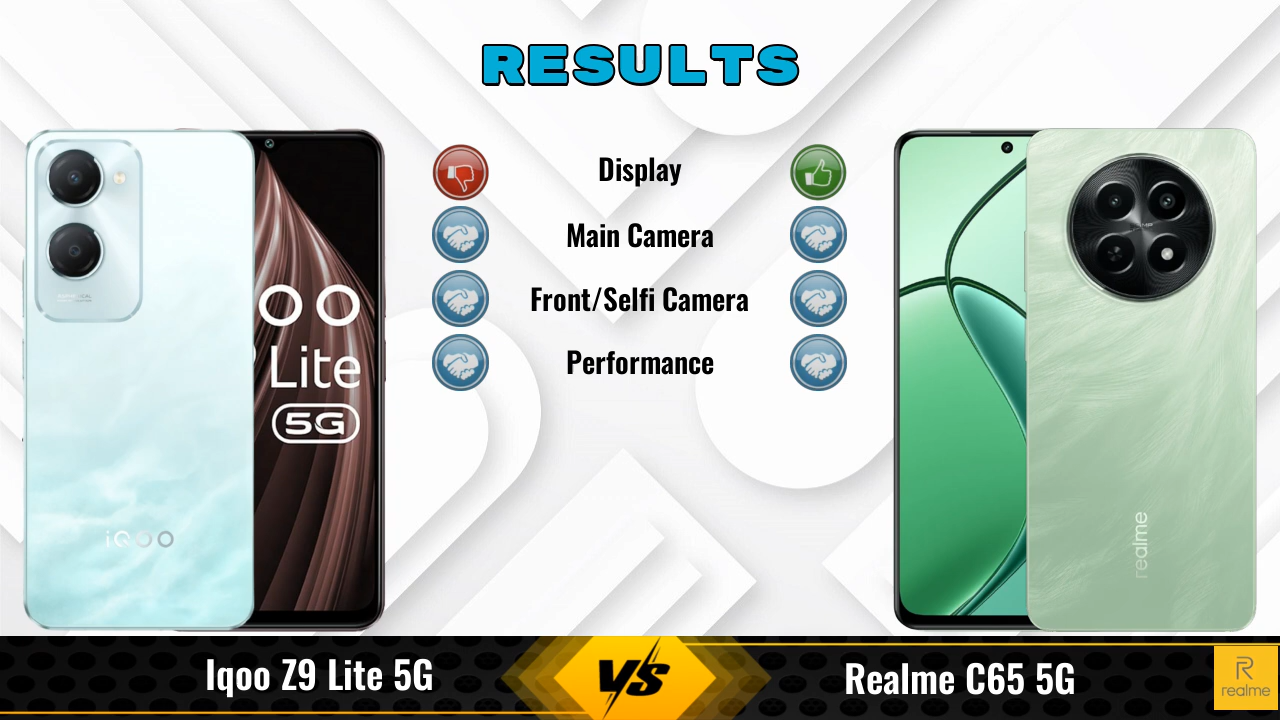 RESULTS
Display
Main Camera
Front/Selfi Camera
Performance
OO
Lite
5G
iQOO
realme
Iqoo Z9 Lite 5G
VS
Realme C65 5G
R
realme